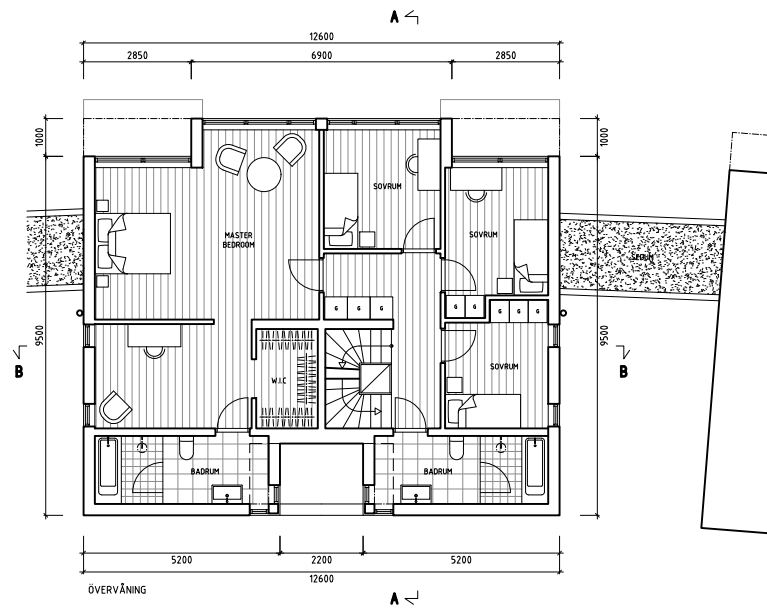 A
12600
2850 6900 2850
1000
1000
SOVRUM
MASTER
BEDROOM
SOVRUM
SEDUM
G G G
G G
G G G
9500
9500
B
B
W.I.C
SOVRUM
BADRUM
BADRUM
5200 2200 5200
12600
ÖVERVÅNING
A